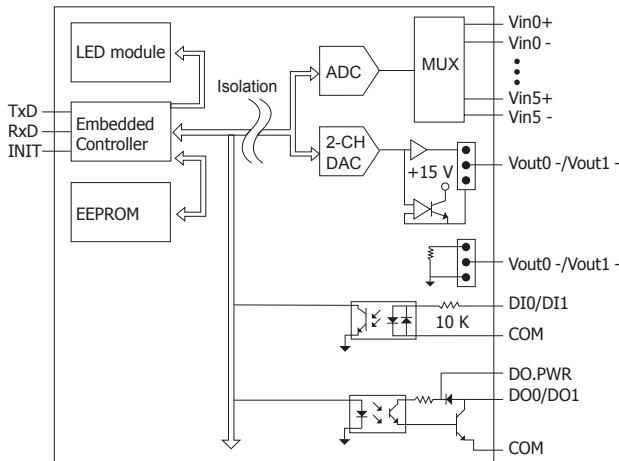 LED module
TxD
RxD
INIT
Embedded
Controller
EEPROM
Isolation
ADC
MUX
Vin0+
Vin0 -
Vin5+
Vin5 -
2-CH
DAC
+15 V
Vout0 -/Vout1 -
Vout0 -/Vout1 -
DI0/DI1
10 K
COM
DO.PWR
DO0/DO1
COM